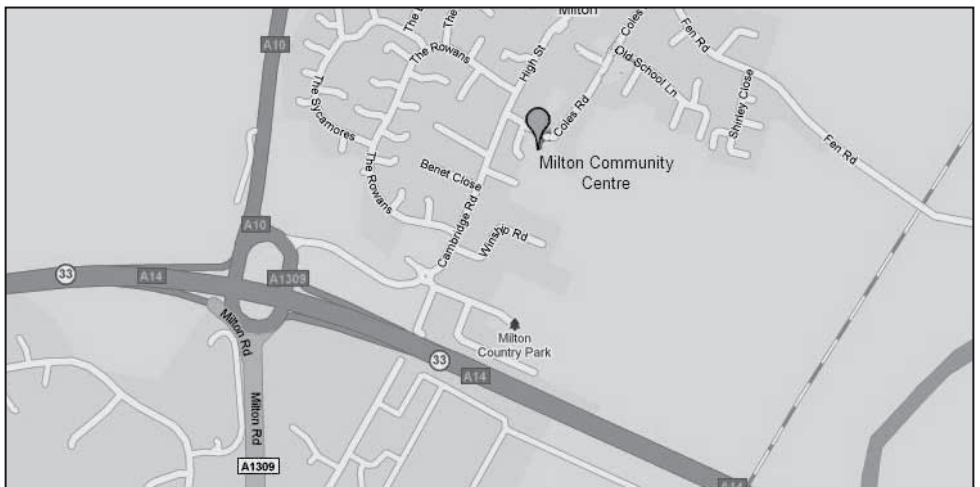 Milton
A10
The Rowans
High St
Coles
Fen Rd
Old School Ln
The Sycamores
Coles Rd
Shirley Close
Milton Community
Centre
Fen Rd
Benet Close
The Rowans
Cambridge Rd
Winship Rd
A10
33
A14
A1309
Milton Rd
Milton
Country Park
33
A14
Milton Rd
A1309
A14